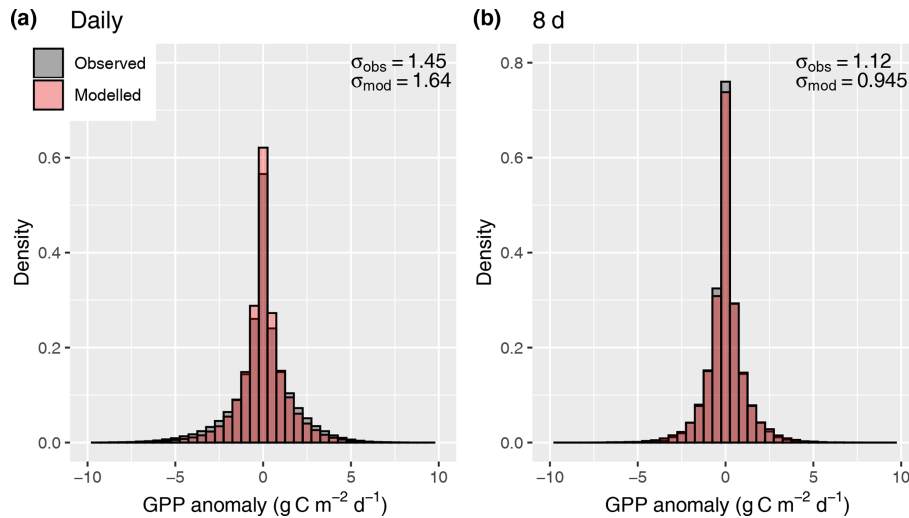 (a) Daily
Observed
Modelled
σobs = 1.45
σmod = 1.64
Density
0.6
0.4
0.2
0.0
−10 −5 0 5 10
GPP anomaly (g C m⁻² d⁻¹)
(b) 8 d
σobs = 1.12
σmod = 0.945
Density
0.8
0.6
0.4
0.2
0.0
−10 −5 0 5 10
GPP anomaly (g C m⁻² d⁻¹)